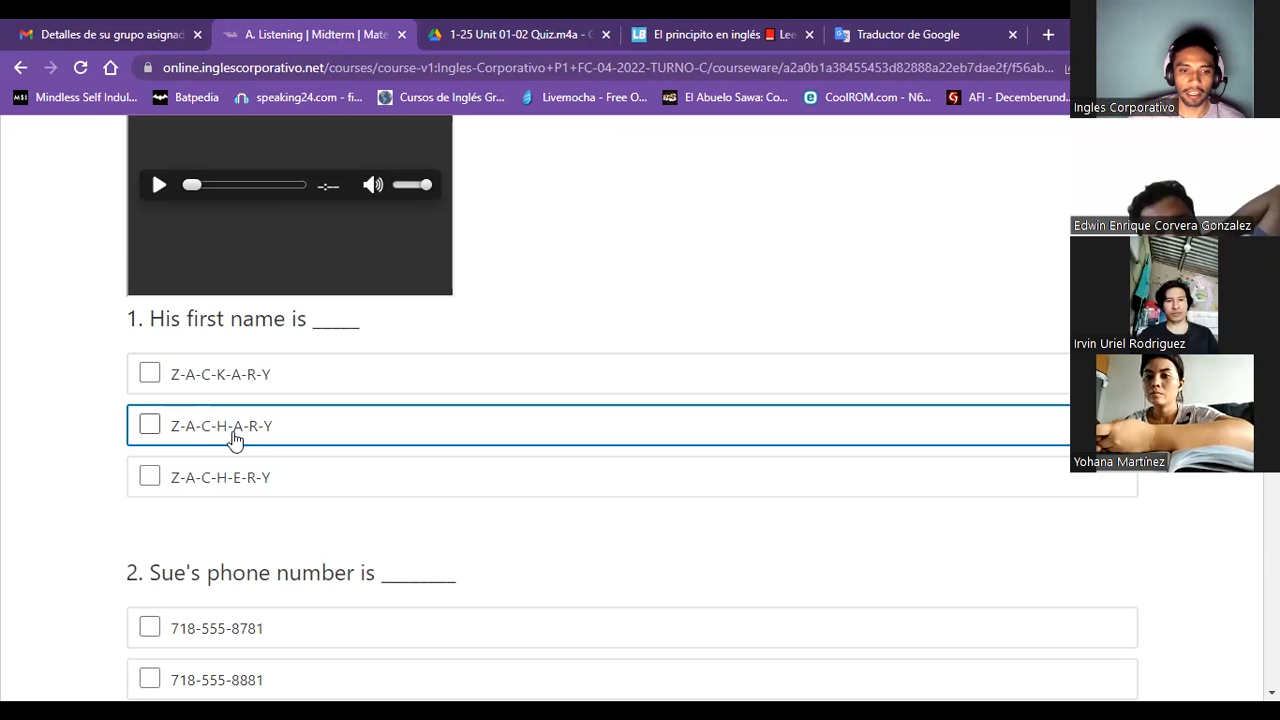 Detalles de su grupo asignad
A. Listening | Midterm | Mate
1-25 Unit 01-02 Quiz.m4a - G
El principito en inglés 📕 Lee
Traductor de Google
online.inglescorporativo.net/courses/course-v1:Ingles-Corporativo+P1+FC-04-2022-TURNO-C/courseware/a2a0b1a38455453d82888a22eb7dae2f/f56ab...
Mindless Self Indul...
Batpedia
speaking24.com - fi...
Cursos de Inglés Gr...
Livemocha - Free O...
El Abuelo Sawa: Co...
CoolROM.com - N6...
AFI - Decemberund...
Ingles Corporativo
Edwin Enrique Corvera Gonzalez
Irvin Uriel Rodriguez
Yohana Martínez
--:--
1. His first name is _____
Z-A-C-K-A-R-Y
Z-A-C-H-A-R-Y
Z-A-C-H-E-R-Y
2. Sue's phone number is ________
718-555-8781
718-555-8881